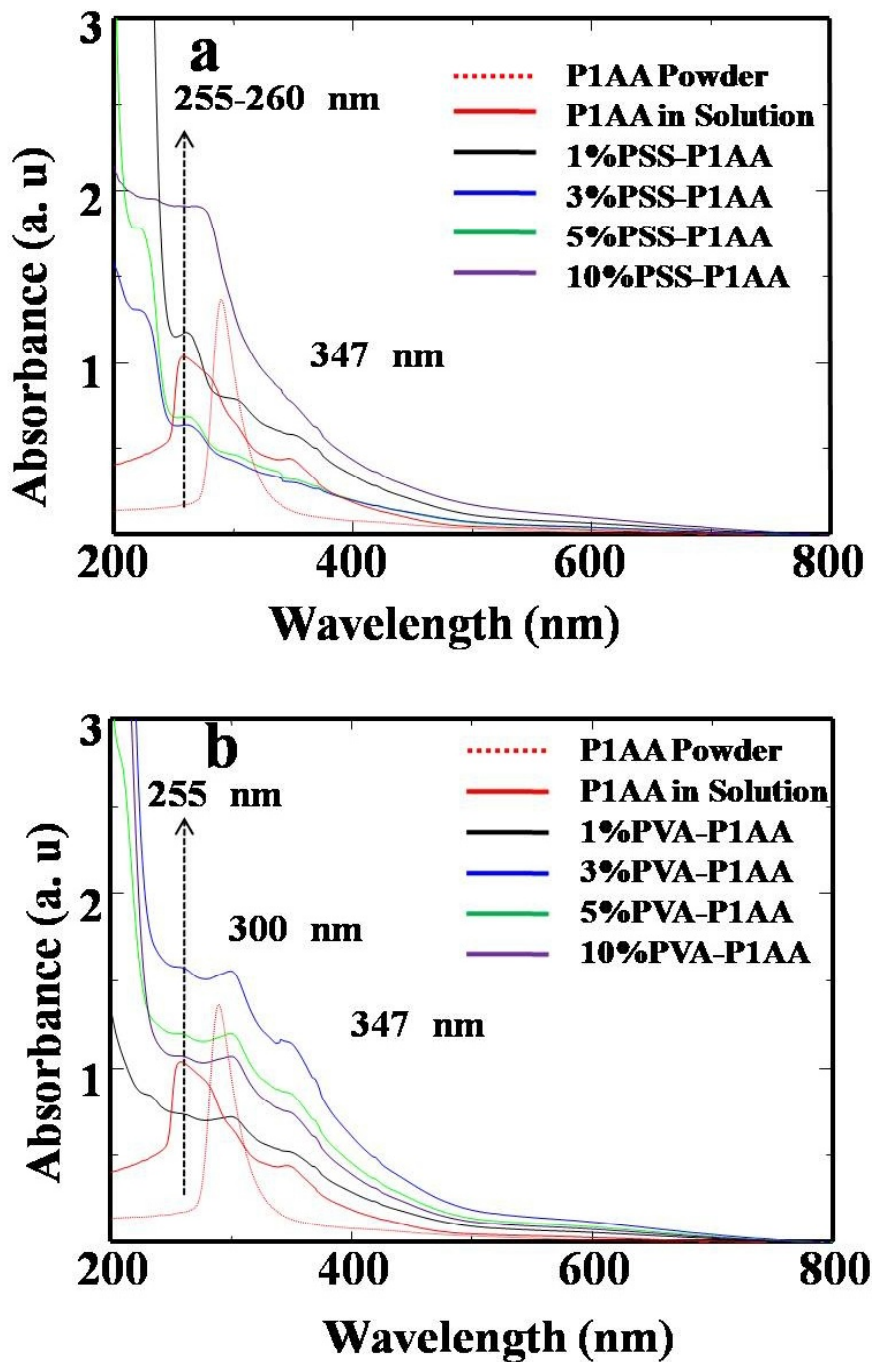 3
a
255-260 nm
P1AA Powder
P1AA in Solution
1%PSS-P1AA
3%PSS-P1AA
5%PSS-P1AA
10%PSS-P1AA
2
347 nm
1
Absorbance (a. u)
200 400 600 800
Wavelength (nm)
3
b
255 nm
P1AA Powder
P1AA in Solution
1%PVA-P1AA
3%PVA-P1AA
5%PVA-P1AA
10%PVA-P1AA
2
300 nm
347 nm
1
Absorbance (a. u)
200 400 600 800
Wavelength (nm)